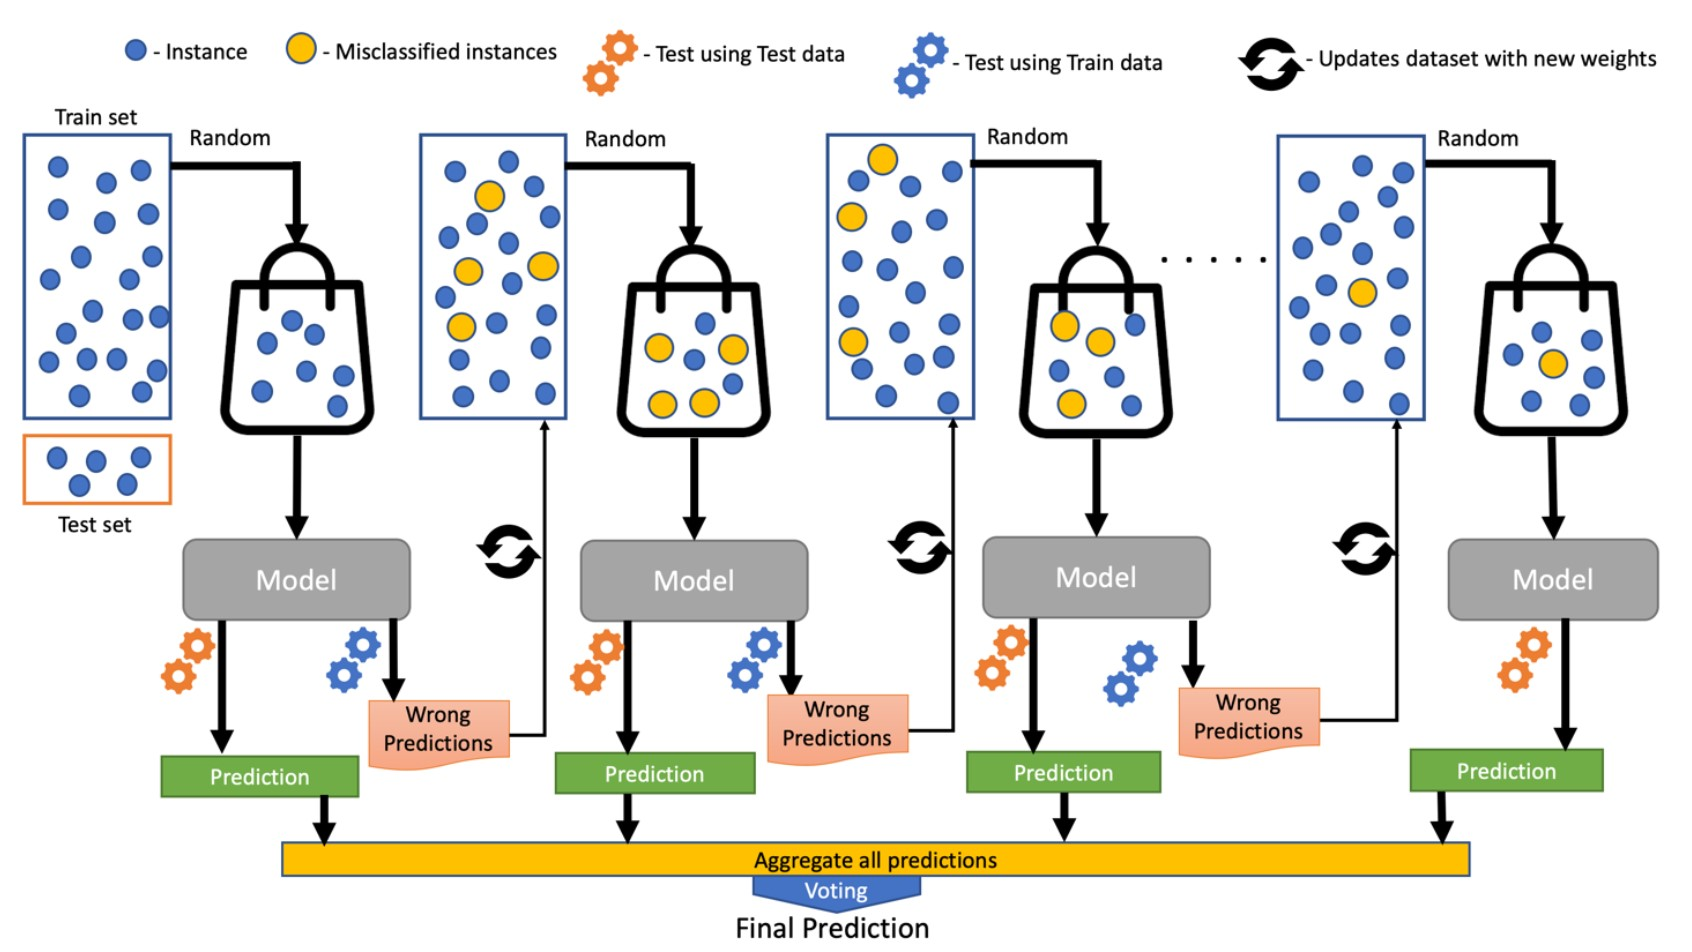 - Instance
- Misclassified instances
- Test using Test data
- Test using Train data
- Updates dataset with new weights
Train set
Random
Random
Random
Random
. . . . .
Test set
Model
Model
Model
Model
Wrong
Predictions
Wrong
Predictions
Wrong
Predictions
Prediction
Prediction
Prediction
Prediction
Aggregate all predictions
Voting
Final Prediction